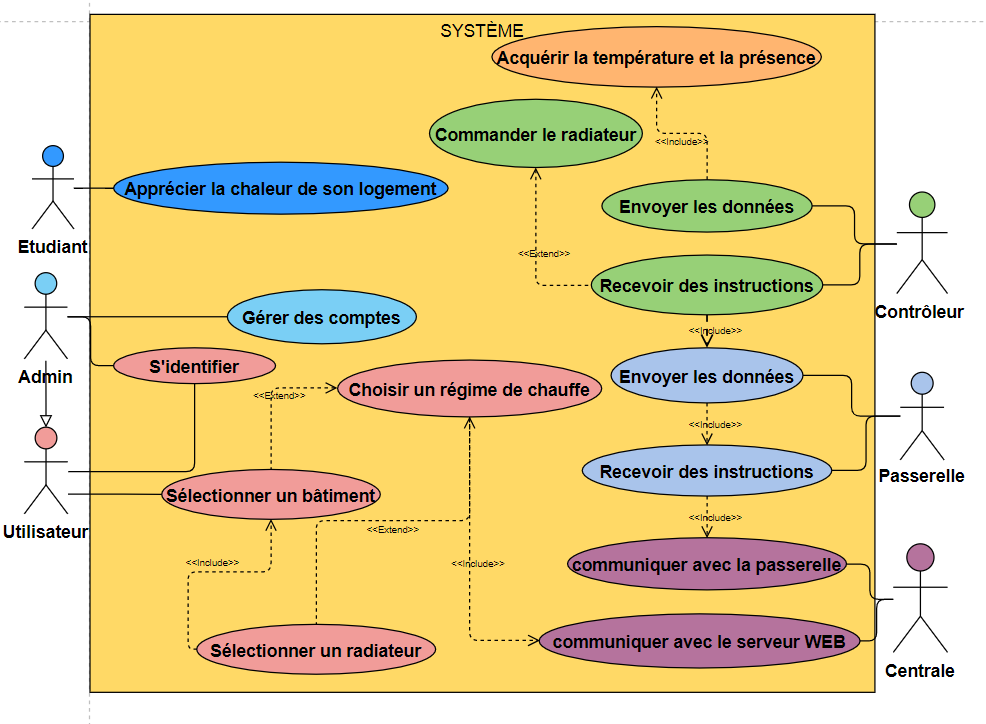 SYSTÈME
Acquérir la température et la présence
Commander le radiateur
<<Include>>
Apprécier la chaleur de son logement
Envoyer les données
Etudiant
<<Extend>>
Recevoir des instructions
Contrôleur
Gérer des comptes
<<Include>>
S'identifier
Admin
Envoyer les données
Choisir un régime de chauffe
<<Extend>>
<<Include>>
Recevoir des instructions
Passerelle
Sélectionner un bâtiment
<<Include>>
<<Extend>>
Utilisateur
<<Include>>
<<Include>>
communiquer avec la passerelle
communiquer avec le serveur WEB
Sélectionner un radiateur
Centrale